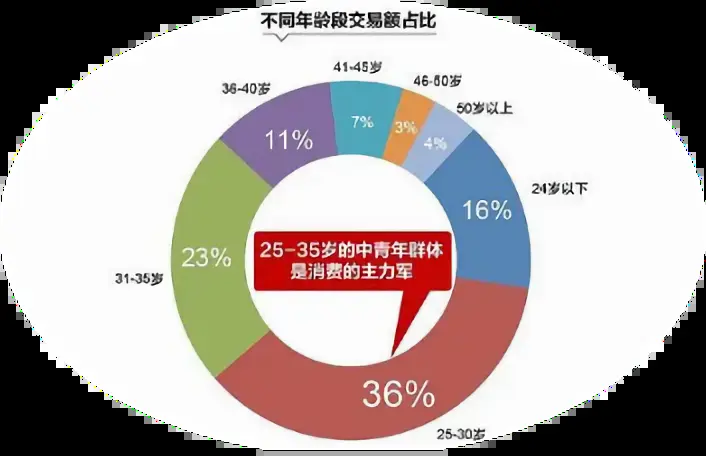 不同年龄段交易额占比
41-45岁
46-50岁
36-40岁
50岁以上
7%
3%
11%
4%
24岁以下
16%
23%
25-35岁的中青年群体
是消费的主力军
31-35岁
36%
25-30岁